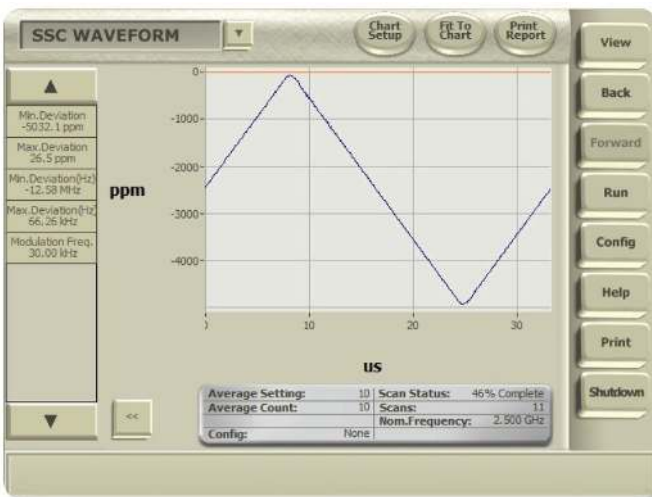 SSC WAVEFORM
Chart Setup
Fit To Chart
Print Report
View
Back
Forward
Run
Config
Help
Print
Shutdown
Min.Deviation
-5032.1 ppm
Max.Deviation
26.5 ppm
Min.Deviation(Hz)
-12.58 MHz
Max.Deviation(Hz)
66.26 kHz
Modulation Freq.
30.00 kHz
<<
ppm
0
-1000
-2000
-3000
-4000
10
20
30
us
Average Setting: 10 Scan Status: 46% Complete
Average Count: 10 Scans: 11
Nom.Frequency: 2.500 GHz
Config: None